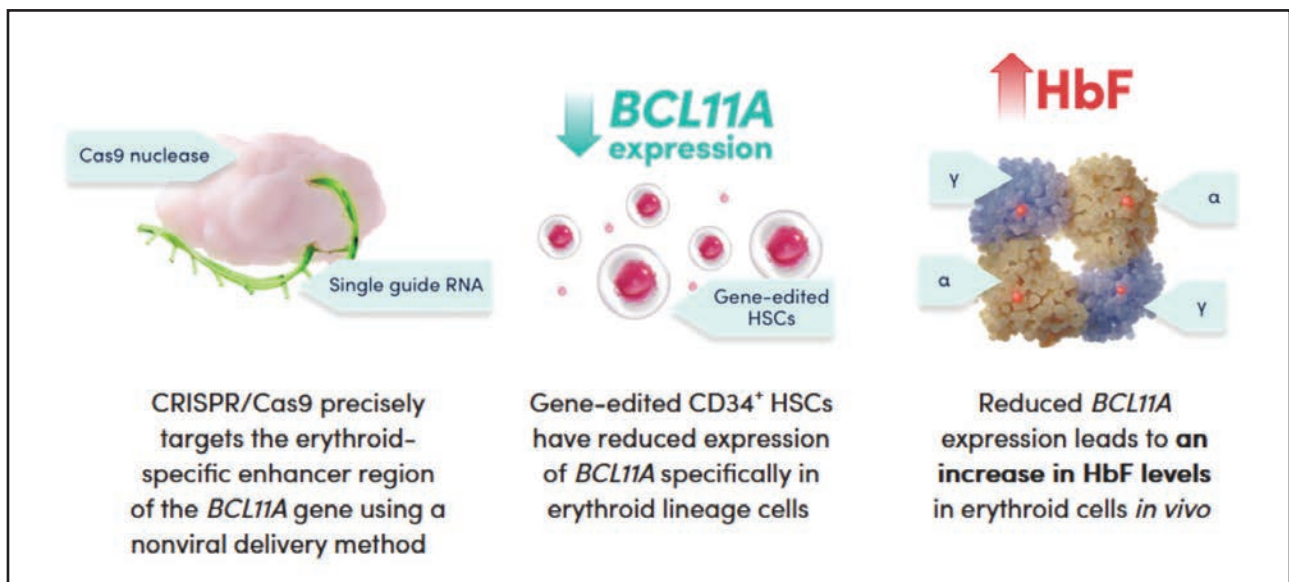 Cas9 nuclease
Single guide RNA
CRISPR/Cas9 precisely
targets the erythroid-
specific enhancer region
of the BCL11A gene using a
nonviral delivery method
BCL11A
expression
Gene-edited
HSCs
Gene-edited CD34⁺ HSCs
have reduced expression
of BCL11A specifically in
erythroid lineage cells
HbF
γ
α
α
γ
Reduced BCL11A
expression leads to an
increase in HbF levels
in erythroid cells in vivo